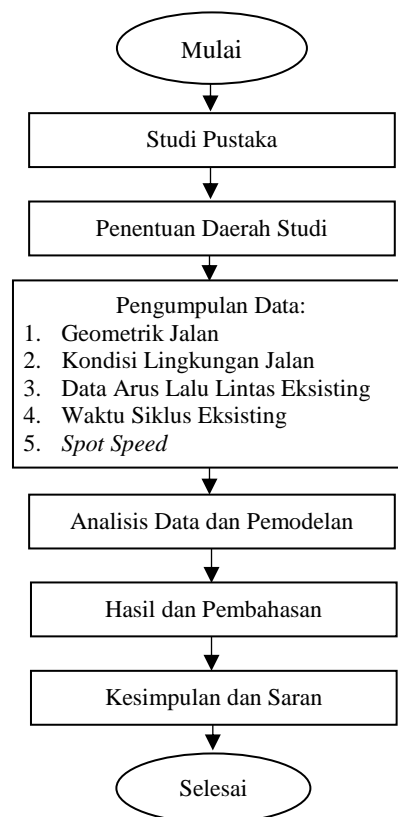 Mulai
Studi Pustaka
Penentuan Daerah Studi
Pengumpulan Data:
1. Geometrik Jalan
2. Kondisi Lingkungan Jalan
3. Data Arus Lalu Lintas Eksisting
4. Waktu Siklus Eksisting
5. Spot Speed
Analisis Data dan Pemodelan
Hasil dan Pembahasan
Kesimpulan dan Saran
Selesai